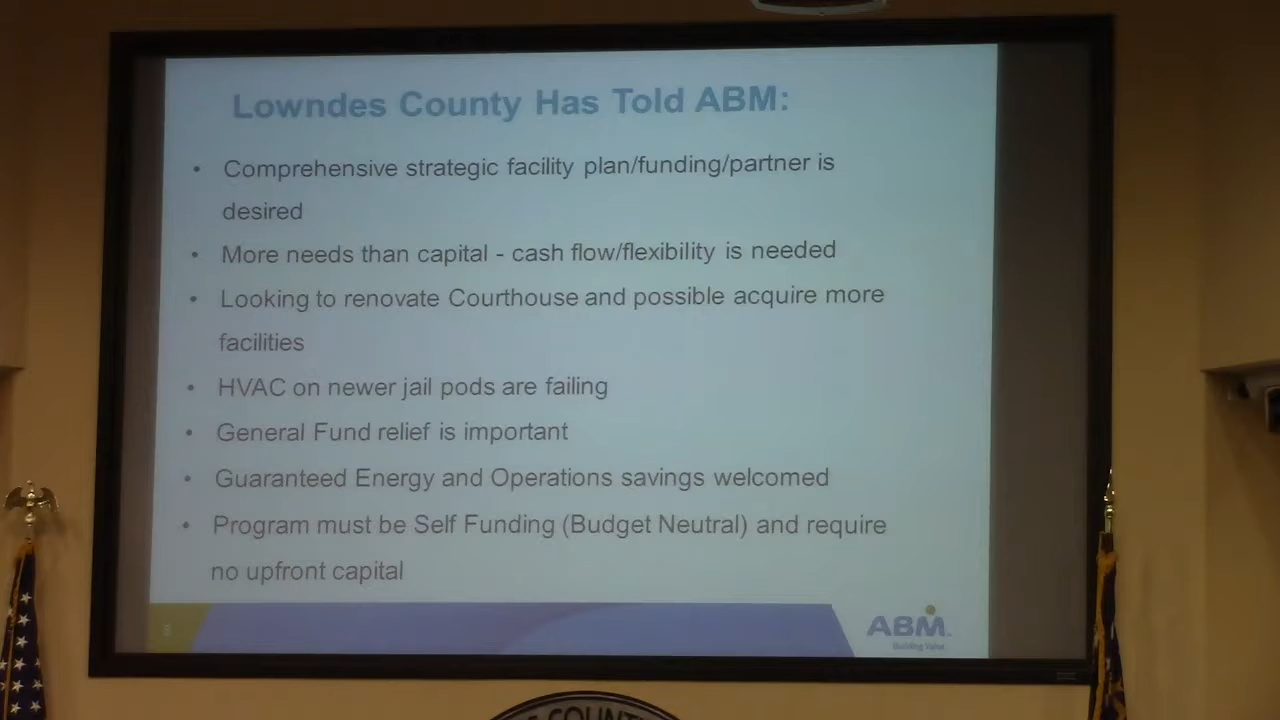 Lowndes County Has Told ABM:
• Comprehensive strategic facility plan/funding/partner is
desired
• More needs than capital - cash flow/flexibility is needed
• Looking to renovate Courthouse and possible acquire more
facilities
• HVAC on newer jail pods are failing
• General Fund relief is important
• Guaranteed Energy and Operations savings welcomed
• Program must be Self Funding (Budget Neutral) and require
no upfront capital
ABM
Building Value
COUNT